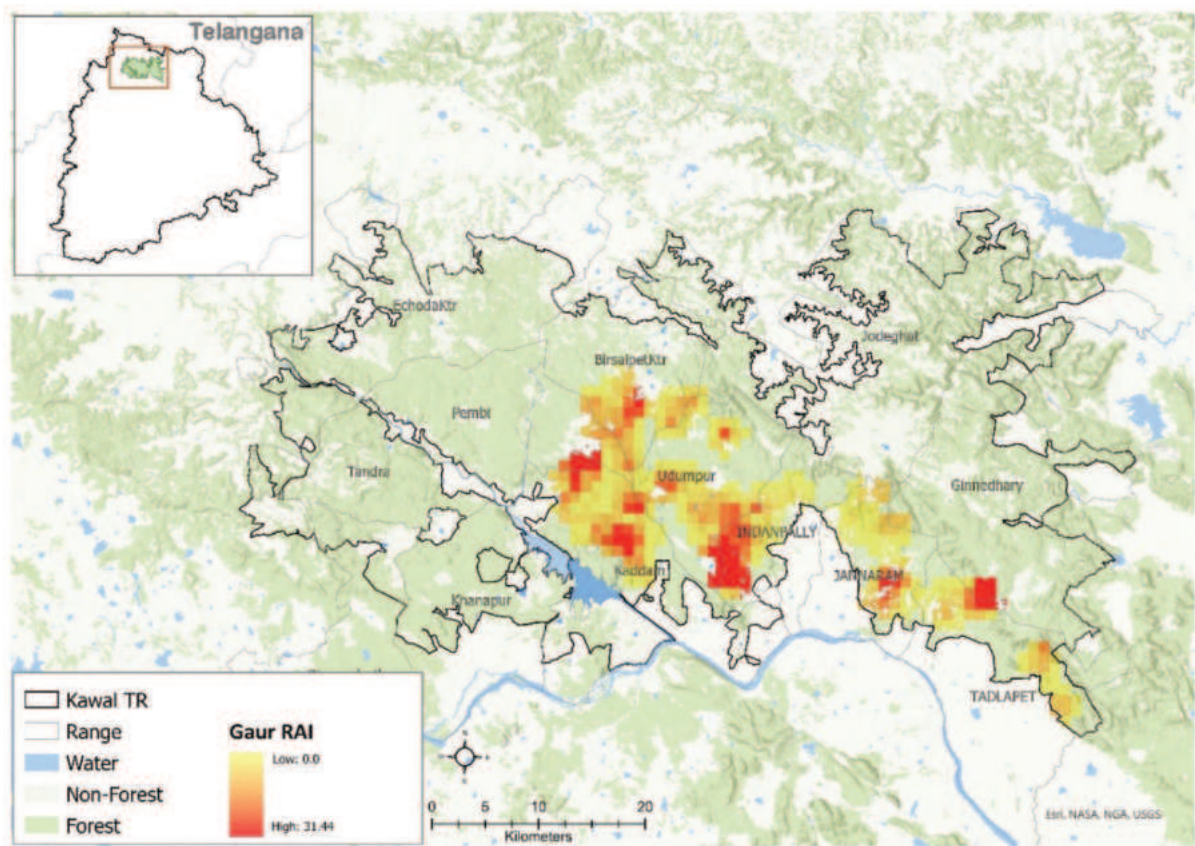 Telangana
EchodaKtr
Jodeghat
BirsaipetKtr
Pembi
Tandra
Udumpur
Ginnedhary
INDANPALLY
Kaddam
JANNARAM
Khanapur
TADLAPET
Kawal TR
Range
Water
Non-Forest
Forest
Gaur RAI
Low: 0.0
High: 31.44
0 5 10 20
Kilometers
Esri, NASA, NGA, USGS